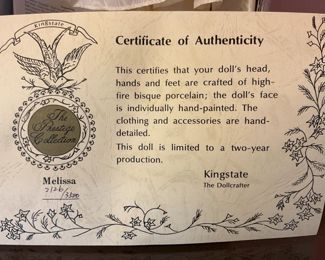 Kingstate
Certificate of Authenticity
This certifies that your doll's head,
hands and feet are crafted of high-
fire bisque porcelain; the doll's face
is individually hand-painted. The
clothing and accessories are hand-
detailed.
This doll is limited to a two-year
production.
Kingstate
The Dollcrafter
The
Prestige
Collection
Melissa